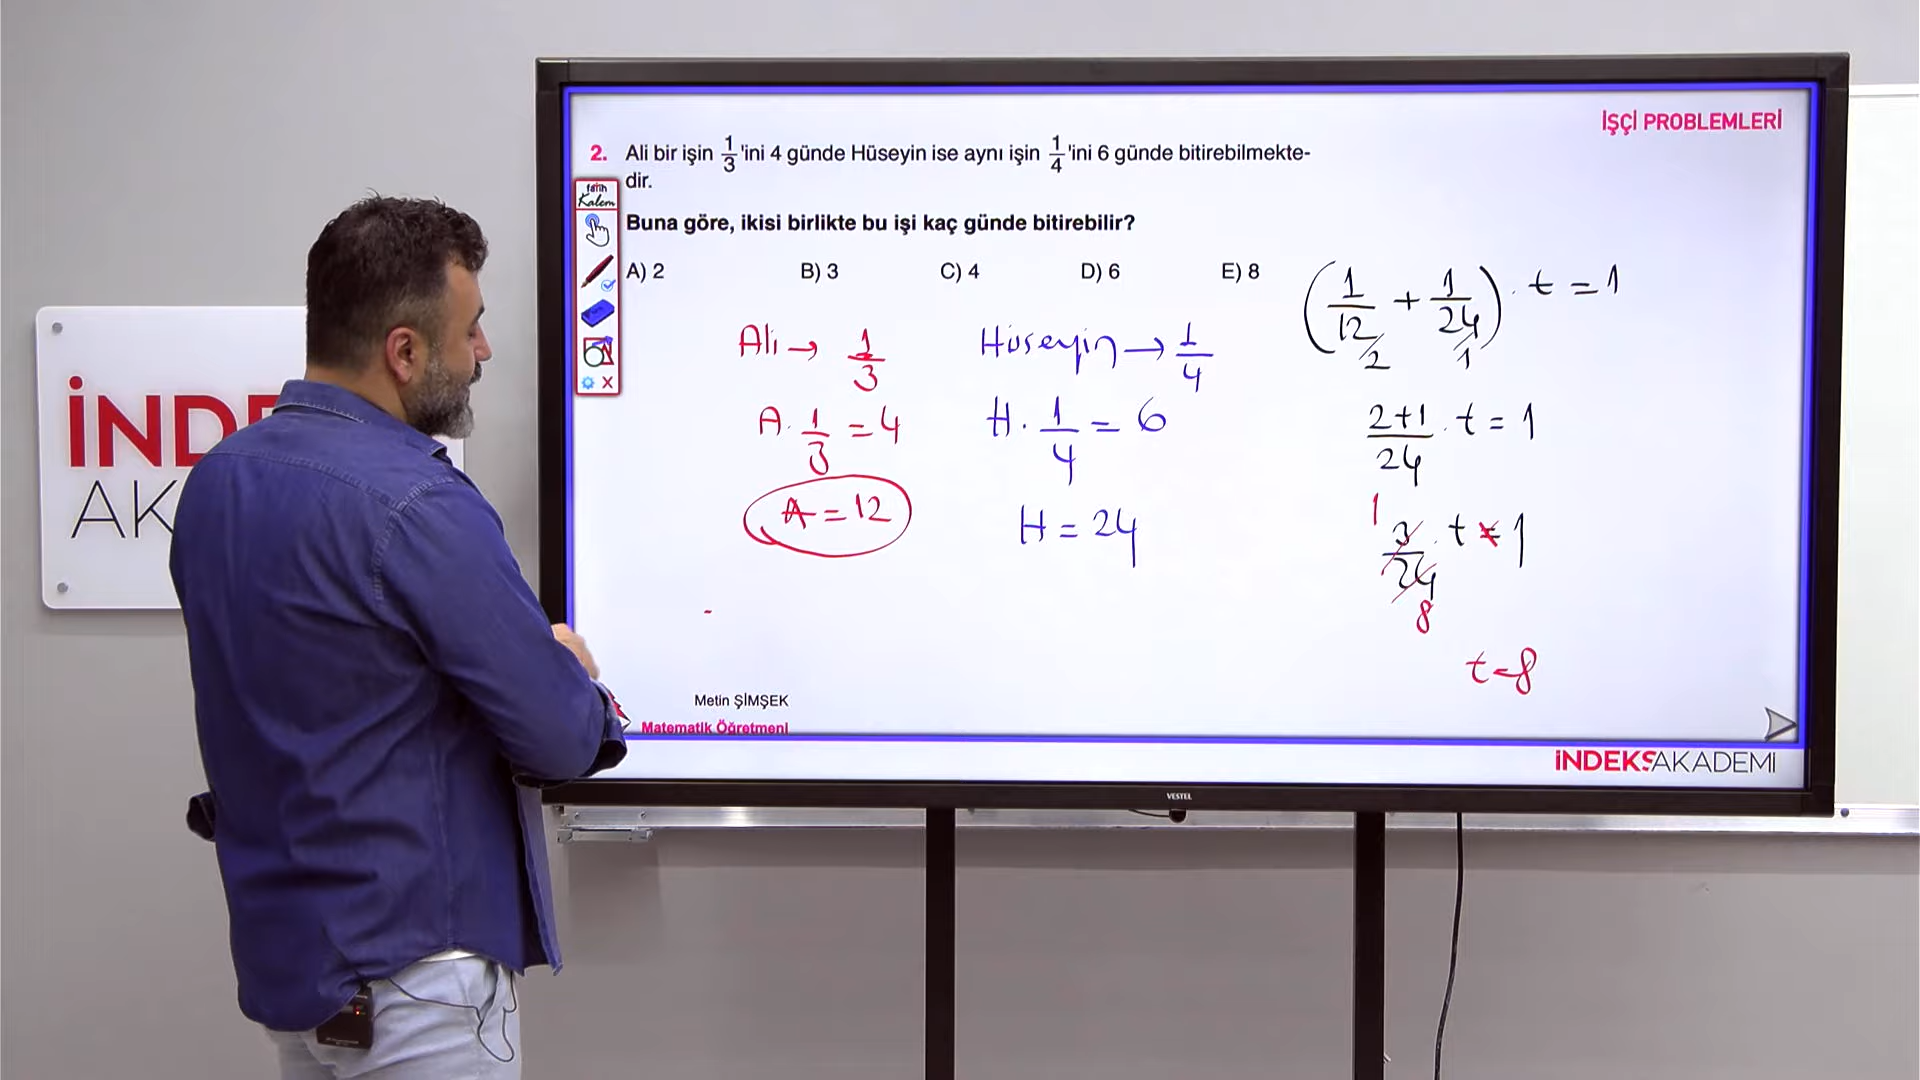 İŞÇİ PROBLEMLERİ
2. Ali bir işin 1/3 'ini 4 günde Hüseyin ise aynı işin 1/4 'ini 6 günde bitirebilmekte-
dir.
Buna göre, ikisi birlikte bu işi kaç günde bitirebilir?
A) 2 B) 3 C) 4 D) 6 E) 8
fatih
Kalem
Ali → 1/3
A · 1/3 = 4
A = 12
Hüseyin → 1/4
H · 1/4 = 6
H = 24
(1/12 + 1/24) · t = 1
2 1
2+1/24 · t = 1
1
3/24 · t = 1
8
t = 8
Metin ŞİMŞEK
Matematik Öğretmeni
İNDEKSAKADEMİ
VESTEL
İNDE
AK